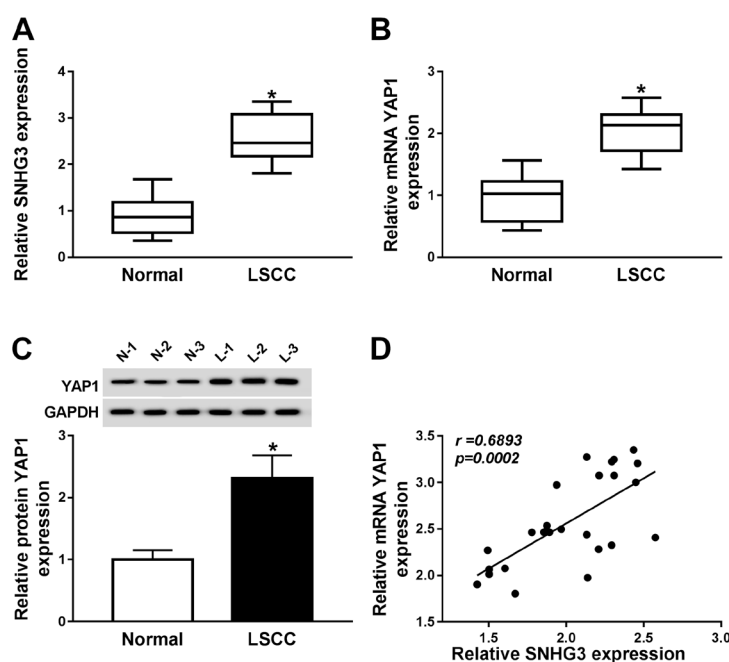 A
Relative SNHG3 expression
4
3
2
1
0
*
Normal
LSCC
B
Relative mRNA YAP1
expression
3
2
1
0
*
Normal
LSCC
C
N-1
N-2
N-3
L-1
L-2
L-3
YAP1
GAPDH
Relative protein YAP1
expression
3
2
1
0
*
Normal
LSCC
D
r =0.6893
p=0.0002
Relative mRNA YAP1
expression
3.5
3.0
2.5
2.0
1.5
1.5
2.0
2.5
3.0
Relative SNHG3 expression